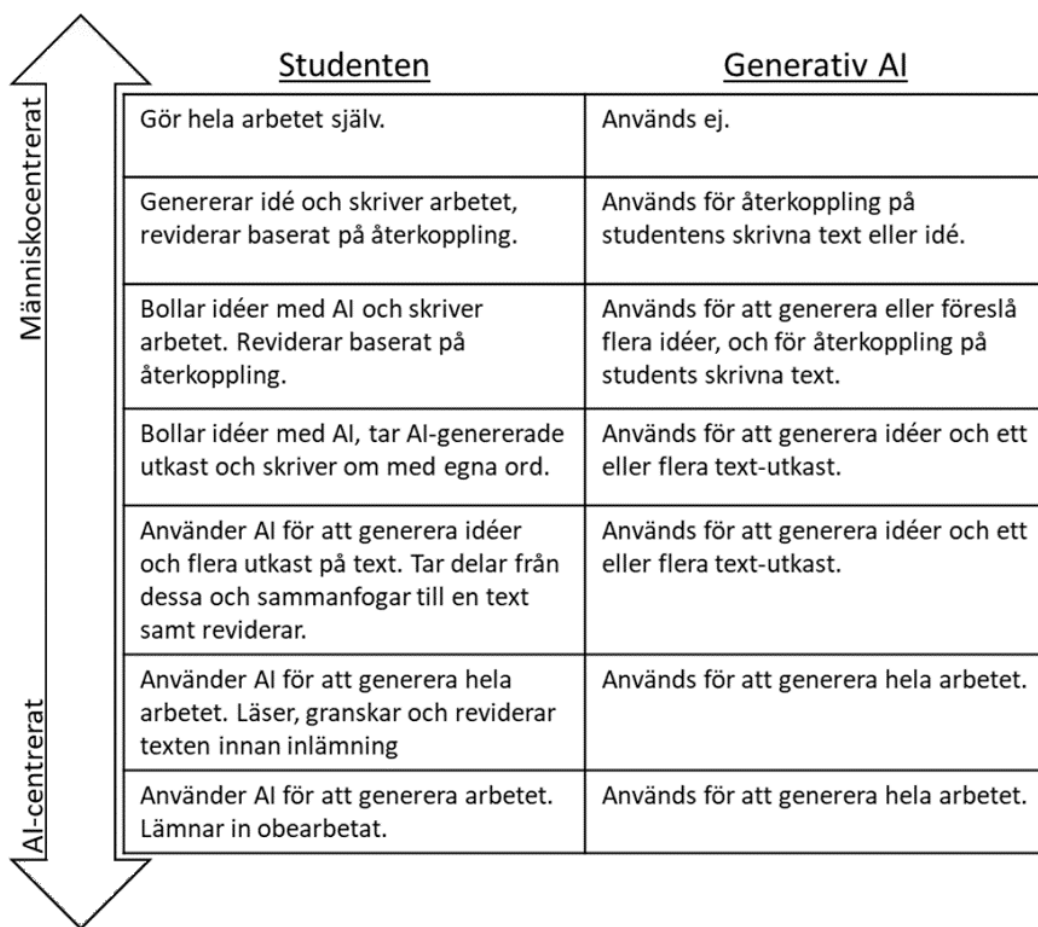 Studenten
Generativ AI
Människocentrerat
Gör hela arbetet själv.
Används ej.
Genererar idé och skriver arbetet,
reviderar baserat på återkoppling.
Används för återkoppling på
studentens skrivna text eller idé.
Bollar idéer med AI och skriver
arbetet. Reviderar baserat på
återkoppling.
Används för att generera eller föreslå
flera idéer, och för återkoppling på
students skrivna text.
Bollar idéer med AI, tar AI-genererade
utkast och skriver om med egna ord.
Används för att generera idéer och ett
eller flera text-utkast.
Använder AI för att generera idéer
och flera utkast på text. Tar delar från
dessa och sammanfogar till en text
samt reviderar.
Används för att generera idéer och ett
eller flera text-utkast.
AI-centrerat
Använder AI för att generera hela
arbetet. Läser, granskar och reviderar
texten innan inlämning
Används för att generera hela arbetet.
Använder AI för att generera arbetet.
Lämnar in obearbetat.
Används för att generera hela arbetet.